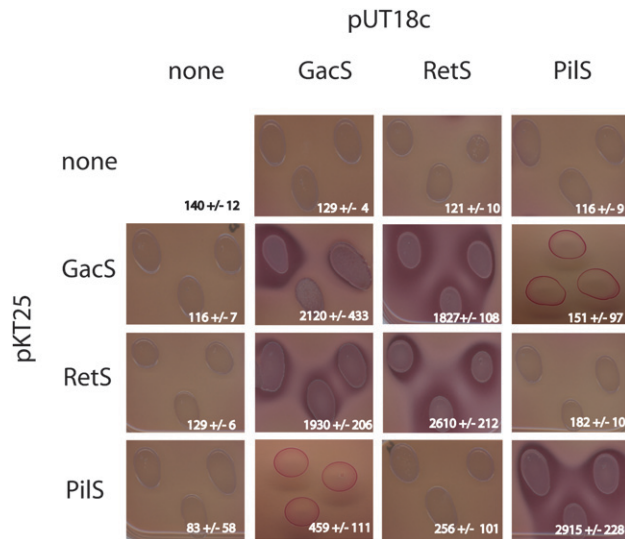 pUT18c
none GacS RetS PilS
none
140 +/- 12 129 +/- 4 121 +/- 10 116 +/- 9
GacS
116 +/- 7 2120 +/- 433 1827+/- 108 151 +/- 97
pKT25
RetS
129 +/- 6 1930 +/- 206 2610 +/- 212 182 +/- 10
PilS
83 +/- 58 459 +/- 111 256 +/- 101 2915 +/- 228